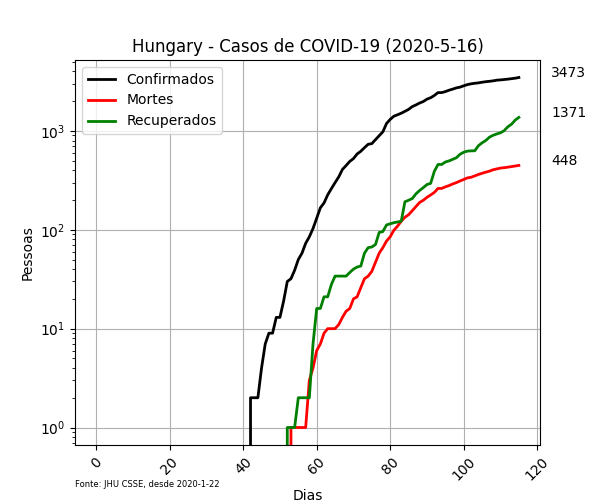 Hungary - Casos de COVID-19 (2020-5-16)
Confirmados
Mortes
Recuperados
3473
1371
448
10³
10²
10¹
10⁰
Pessoas
0 20 40 60 80 100 120
Fonte: JHU CSSE, desde 2020-1-22
Dias